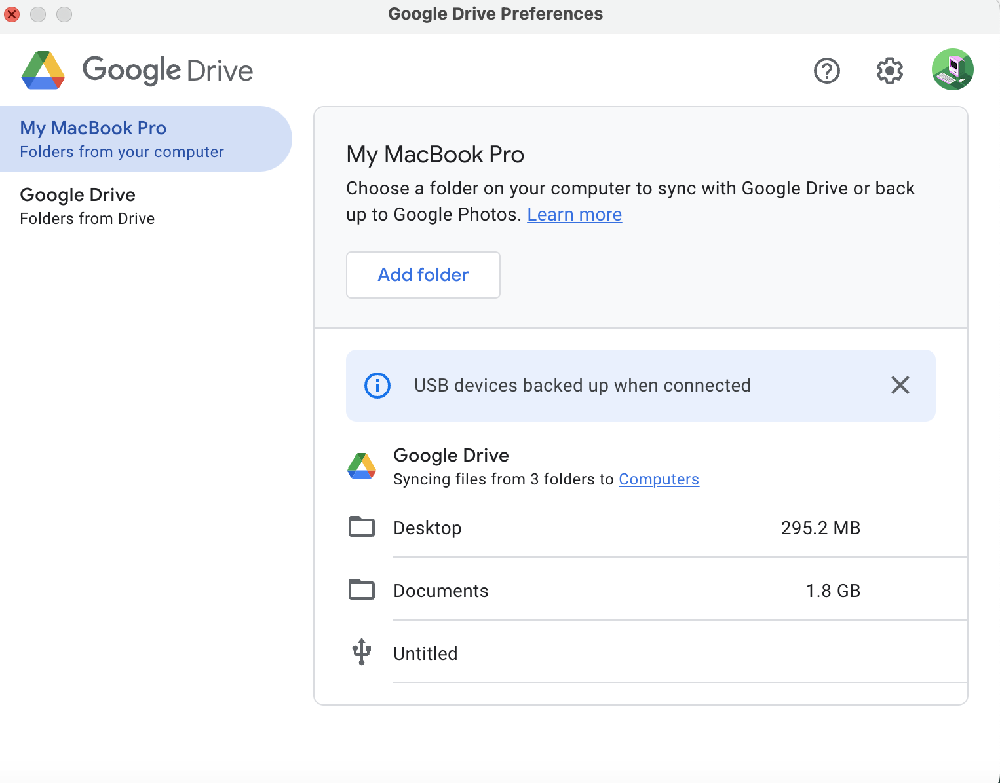 Google Drive Preferences
Google Drive
My MacBook Pro
Folders from your computer
Google Drive
Folders from Drive
My MacBook Pro
Choose a folder on your computer to sync with Google Drive or back
up to Google Photos. Learn more
Add folder
USB devices backed up when connected
Google Drive
Syncing files from 3 folders to Computers
Desktop 295.2 MB
Documents 1.8 GB
Untitled